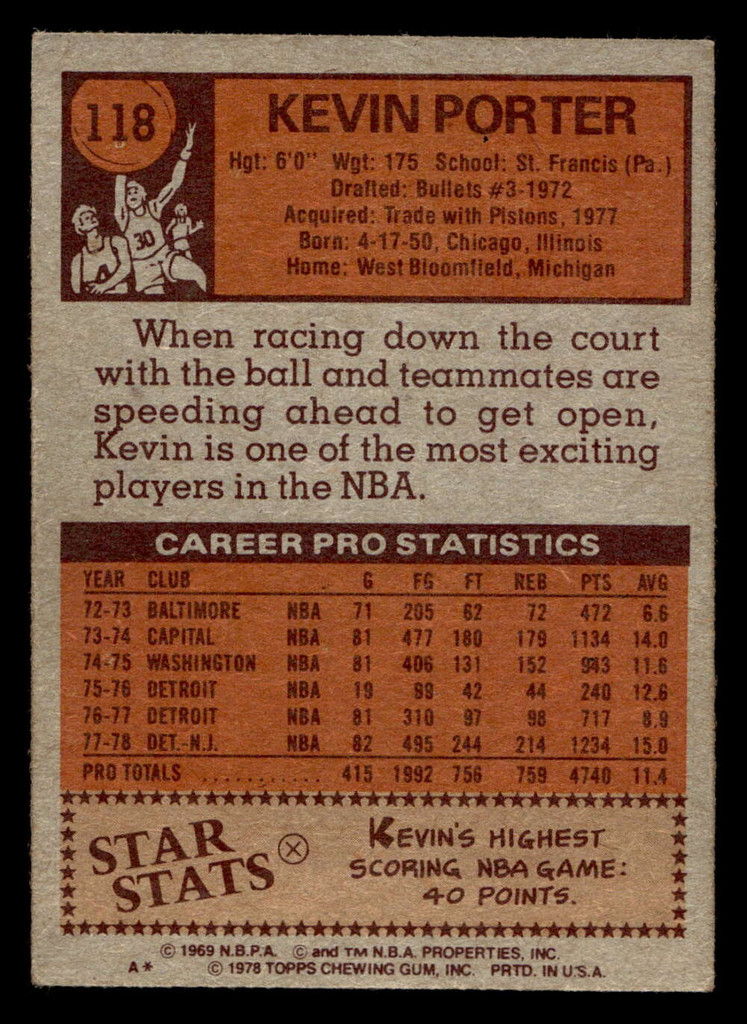 118
KEVIN PORTER
Hgt: 6'0" Wgt: 175 School: St. Francis (Pa.)
Drafted: Bullets #3-1972
Acquired: Trade with Pistons, 1977
Born: 4-17-50, Chicago, Illinois
Home: West Bloomfield, Michigan
30
When racing down the court
with the ball and teammates are
speeding ahead to get open,
Kevin is one of the most exciting
players in the NBA.
CAREER PRO STATISTICS
YEAR CLUB G FG FT REB PTS AVG
72-73 BALTIMORE NBA 71 205 62 72 472 6.6
73-74 CAPITAL NBA 81 477 180 179 1134 14.0
74-75 WASHINGTON NBA 81 406 131 152 943 11.6
75-76 DETROIT NBA 19 99 42 44 240 12.6
76-77 DETROIT NBA 81 310 97 98 717 8.9
77-78 DET.-N.J. NBA 82 495 244 214 1234 15.0
PRO TOTALS ........... 415 1992 756 759 4740 11.4
STAR
STATS
KEVIN'S HIGHEST
SCORING NBA GAME:
40 POINTS.
© 1969 N.B.P.A. © and TM N.B.A. PROPERTIES, INC.
A* © 1978 TOPPS CHEWING GUM, INC. PRTD. IN U.S.A.